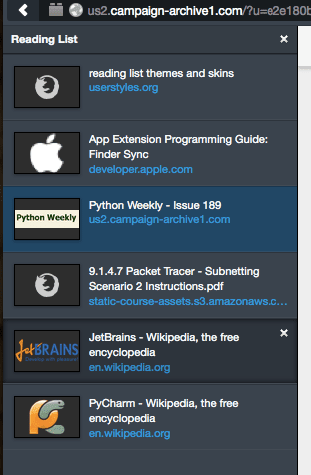 us2.campaign-archive1.com/?u=e2e180b
Reading List
reading list themes and skins
userstyles.org
App Extension Programming Guide:
Finder Sync
developer.apple.com
Python Weekly
Python Weekly - Issue 189
us2.campaign-archive1.com
9.1.4.7 Packet Tracer - Subnetting
Scenario 2 Instructions.pdf
static-course-assets.s3.amazonaws.c...
JetBRAINS
JetBrains - Wikipedia, the free
encyclopedia
en.wikipedia.org
PyCharm - Wikipedia, the free
encyclopedia
en.wikipedia.org